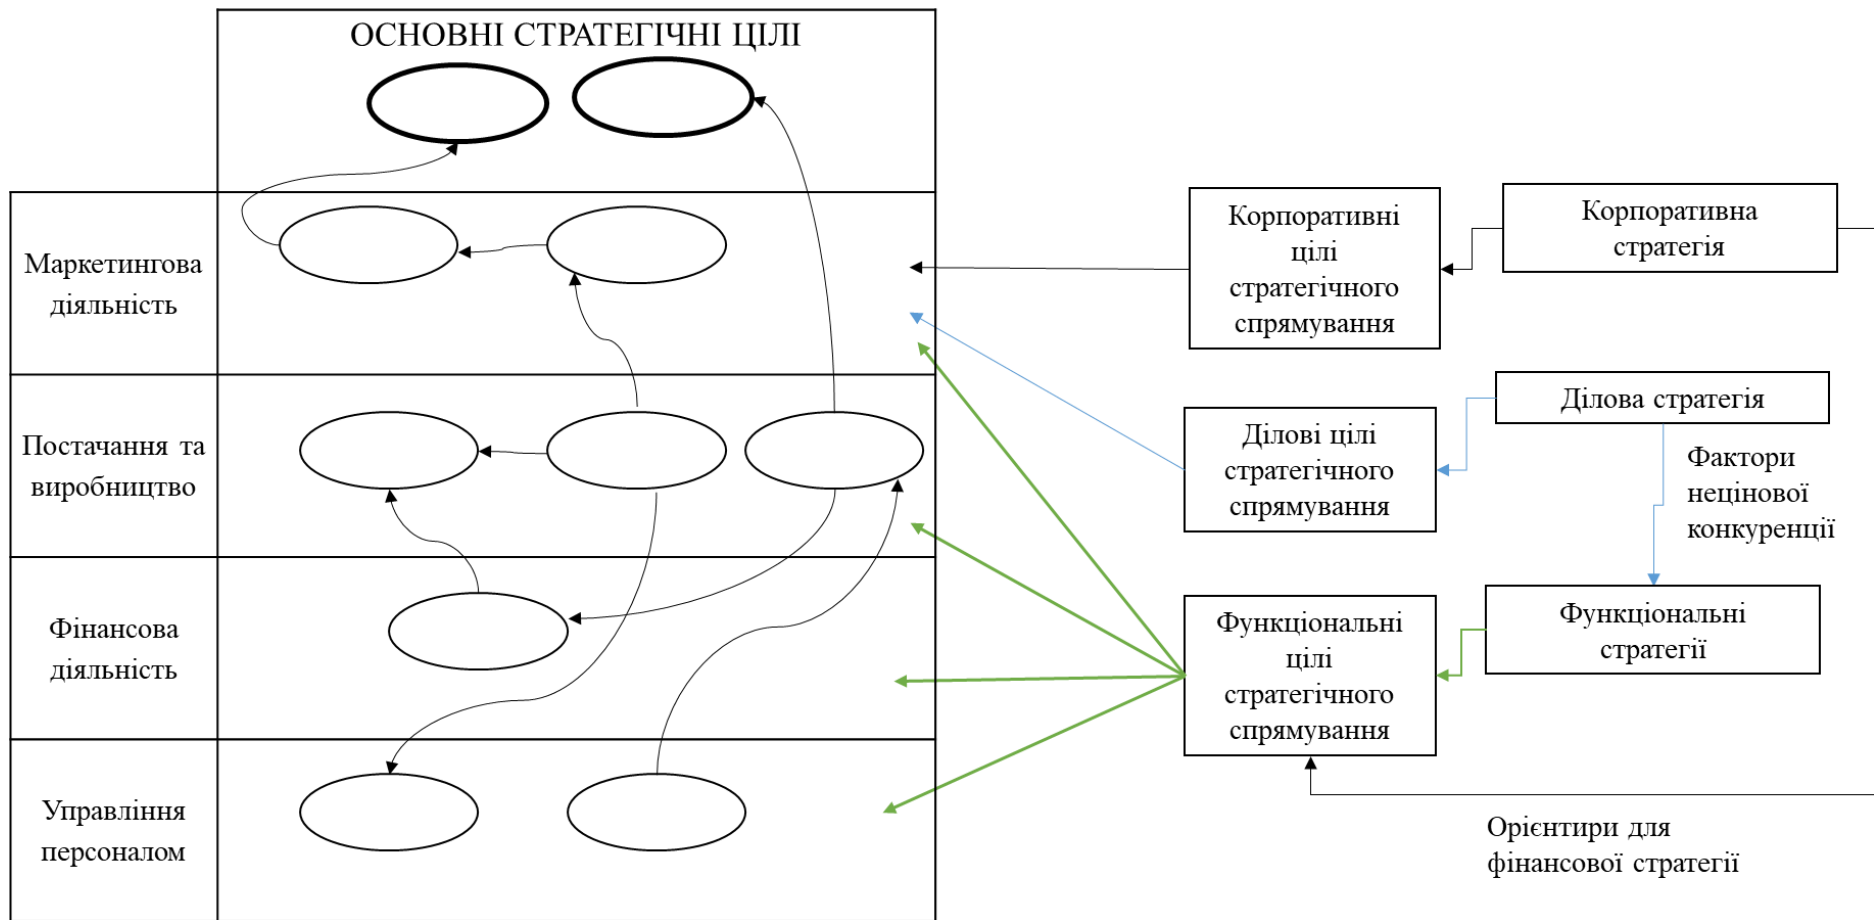 ОСНОВНІ СТРАТЕГІЧНІ ЦІЛІ
Маркетингова
діяльність
Постачання та
виробництво
Фінансова
діяльність
Управління
персоналом
Корпоративні
цілі
стратегічного
спрямування
Корпоративна
стратегія
Ділові цілі
стратегічного
спрямування
Ділова стратегія
Фактори
нецінової
конкуренції
Функціональні
цілі
стратегічного
спрямування
Функціональні
стратегії
Орієнтири для
фінансової стратегії